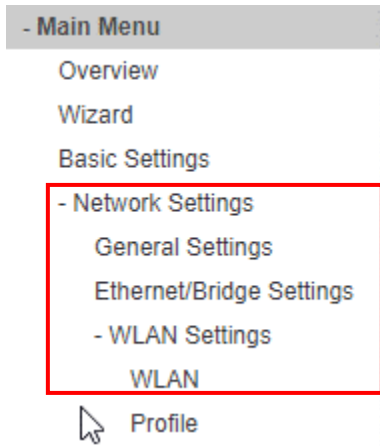 - Main Menu
Overview
Wizard
Basic Settings
- Network Settings
General Settings
Ethernet/Bridge Settings
- WLAN Settings
WLAN
Profile